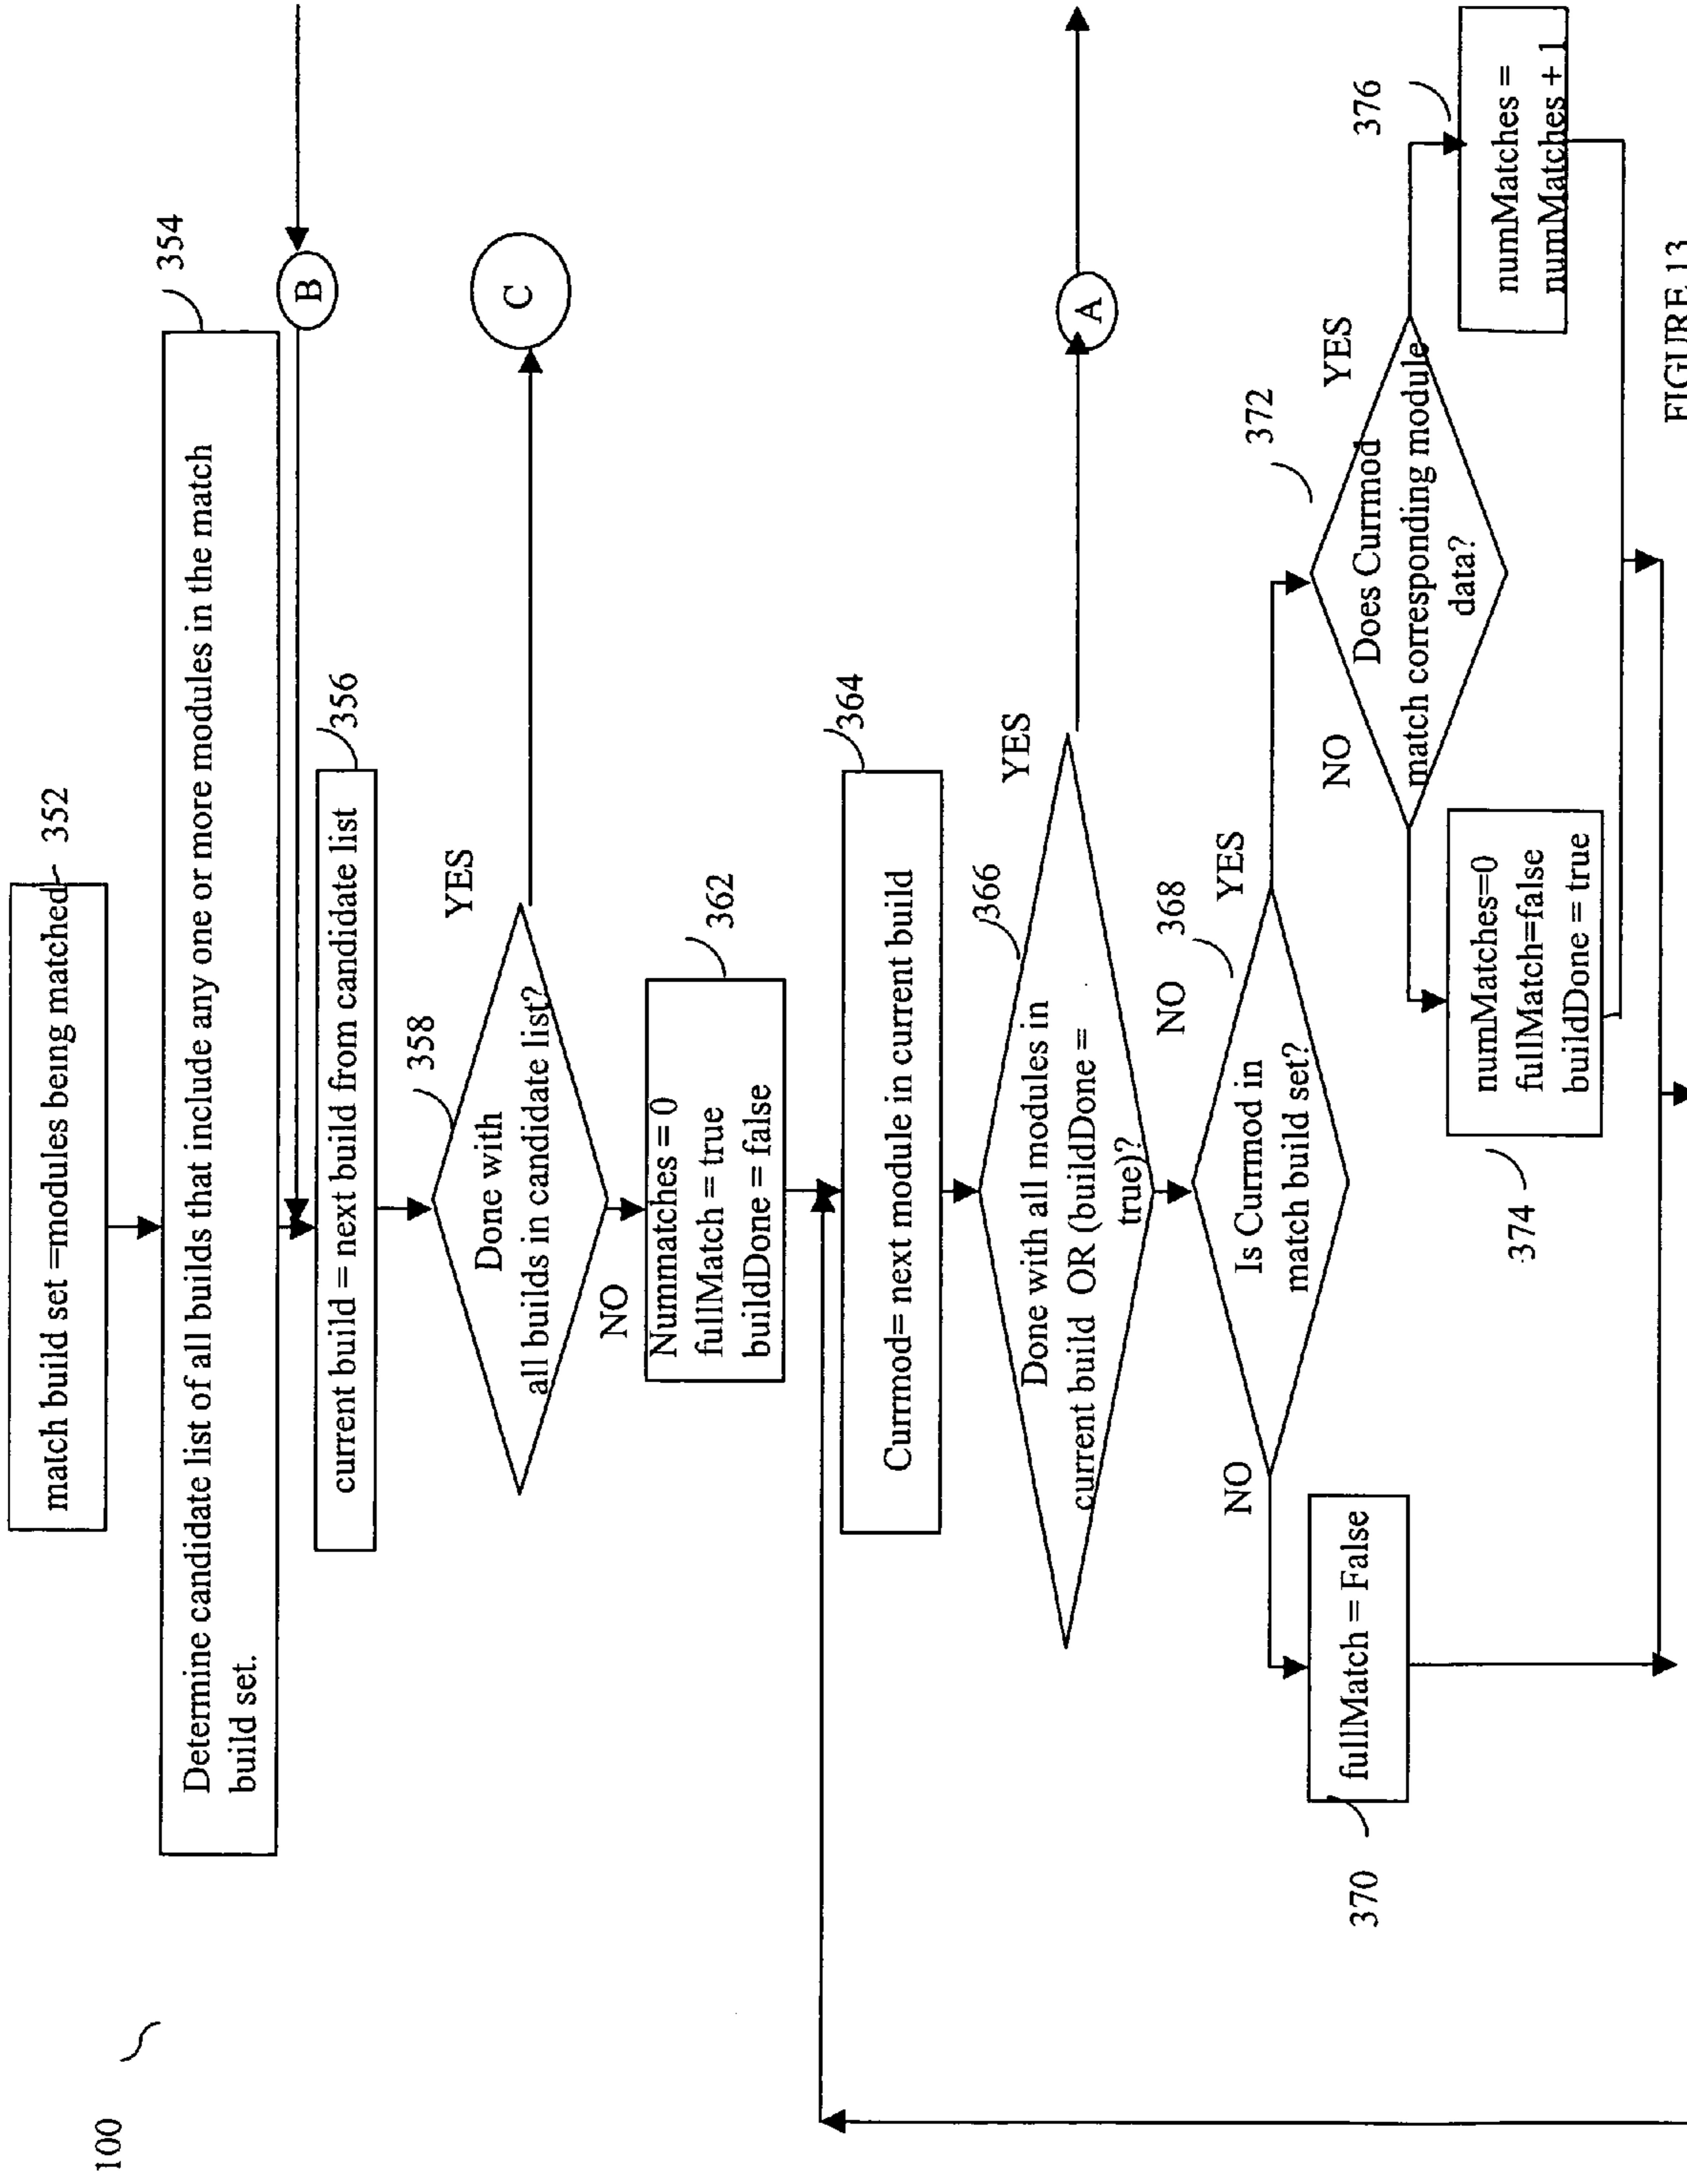 100
match build set =modules being matched
352
354
Determine candidate list of all builds that include any one or more modules in the match
build set.
B
current build = next build from candidate list
356
358
Done with
all builds in candidate list?
YES
C
NO
Nummatches = 0
fullMatch = true
buildDone = false
362
Currmod= next module in current build
364
366
Done with all modules in
current build OR (buildDone =
true)?
YES
A
NO
368
Is Currmod in
match build set?
NO
YES
370
fullMatch = False
372
Does Currmod
match corresponding module
data?
NO
YES
374
numMatches=0
fullMatch=false
buildDone = true
376
numMatches =
numMatches + 1
FIGURE 13